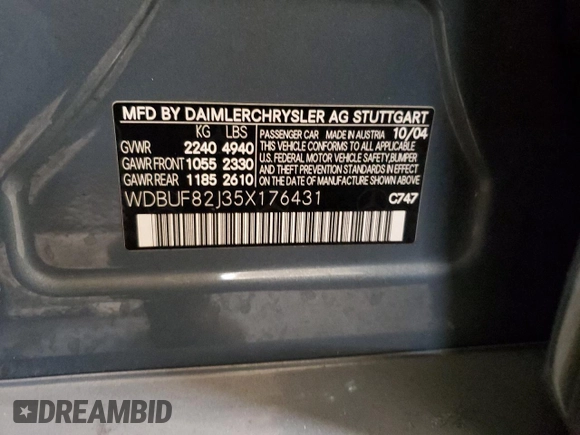 MFD BY DAIMLERCHRYSLER AG STUTTGART
KG LBS PASSENGER CAR MADE IN AUSTRIA 10/04
GVWR 2240 4940 THIS VEHICLE CONFORMS TO ALL APPLICABLE
GAWR FRONT 1055 2330 U.S. FEDERAL MOTOR VEHICLE SAFETY, BUMPER
AND THEFT PREVENTION STANDARDS IN EFFECT
GAWR REAR 1185 2610 ON THE DATE OF MANUFACTURE SHOWN ABOVE
WDBUF82J35X176431 C747
DREAMBID